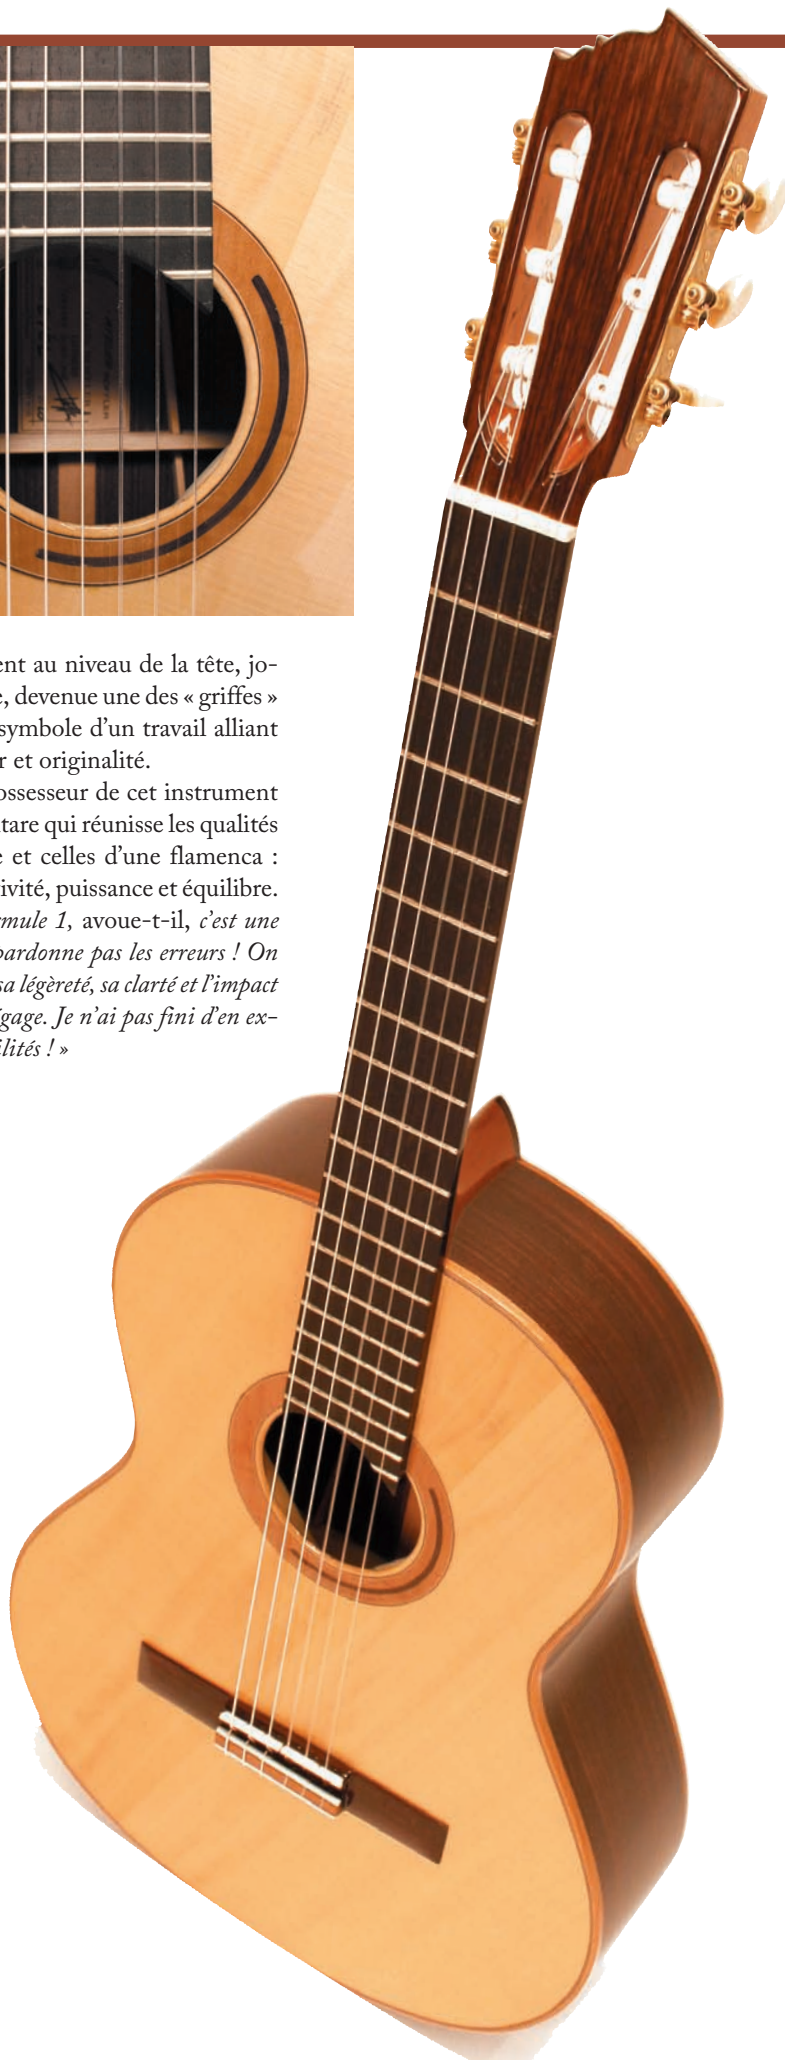 ent au niveau de la tête, jo-
e, devenue une des « griffes »
symbole d'un travail alliant
r et originalité.
ossesseur de cet instrument
tare qui réunisse les qualités
e et celles d'une flamenca :
ivité, puissance et équilibre.
rmule 1, avoue-t-il, c'est une
pardonne pas les erreurs ! On
sa légèreté, sa clarté et l'impact
gage. Je n'ai pas fini d'en ex-
ilités ! »